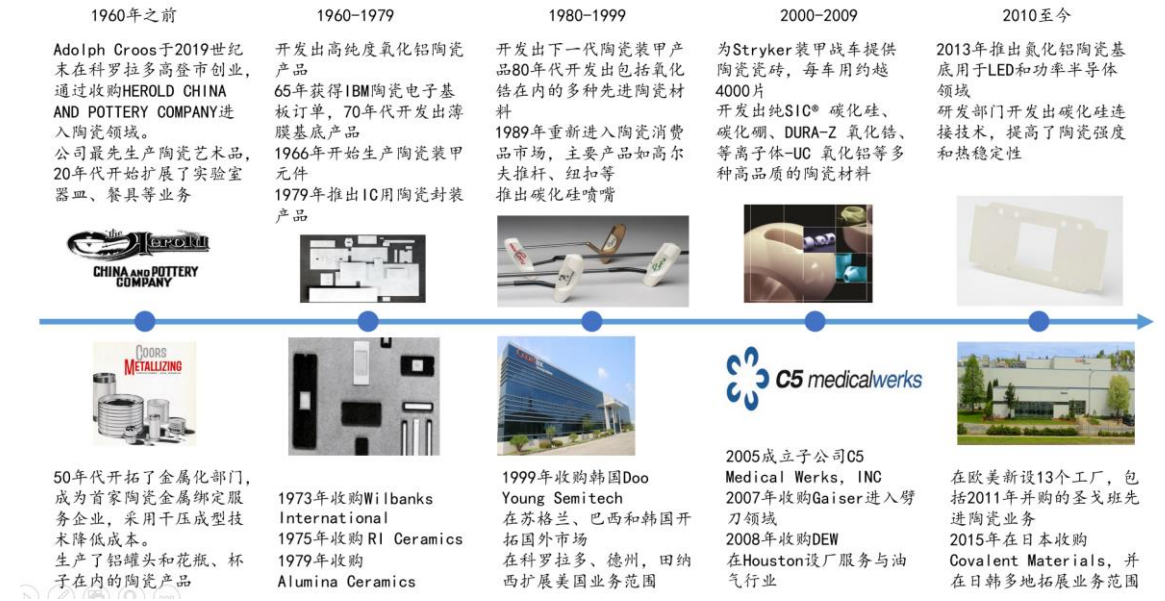 1960年之前
Adolph Croos于2019世纪
末在科罗拉多高登市创业，
通过收购HEROLD CHINA
AND POTTERY COMPANY进
入陶瓷领域。
公司最先生产陶瓷艺术品，
20年代开始扩展了实验室
器皿、餐具等业务
the Herold
CHINA AND POTTERY
COMPANY
COORS
METALLIZING
50年代开拓了金属化部门，
成为首家陶瓷金属绑定服
务企业，采用干压成型技
术降低成本。
生产了铝罐头和花瓶、杯
子在内的陶瓷产品
1960-1979
开发出高纯度氧化铝陶瓷
产品
65年获得IBM陶瓷电子基
板订单，70年代开发出薄
膜基底产品
1966年开始生产陶瓷装甲
元件
1979年推出IC用陶瓷封装
产品
1973年收购Wilbanks
International
1975年收购RI Ceramics
1979年收购
Alumina Ceramics
1980-1999
开发出下一代陶瓷装甲产
品80年代开发出包括氧化
锆在内的多种先进陶瓷材
料
1989年重新进入陶瓷消费
品市场，主要产品如高尔
夫推杆、纽扣等
推出碳化硅喷嘴
1999年收购韩国Doo
Young Semitech
在苏格兰、巴西和韩国开
拓国外市场
在科罗拉多、德州，田纳
西扩展美国业务范围
2000-2009
为Stryker装甲战车提供
陶瓷瓷砖，每车用约越
4000片
开发出纯SIC® 碳化硅、
碳化硼、DURA-Z 氧化锆、
等离子体-UC 氧化铝等多
种高品质的陶瓷材料
C5 medicalwerks
2005成立子公司C5
Medical Werks, INC
2007年收购Gaiser进入劈
刀领域
2008年收购DEW
在Houston设厂服务与油
气行业
2010至今
2013年推出氮化铝陶瓷基
底用于LED和功率半导体
领域
研发部门开发出碳化硅连
接技术，提高了陶瓷强度
和热稳定性
在欧美新设13个工厂，包
括2011年并购的圣戈班先
进陶瓷业务
2015年在日本收购
Covalent Materials，并
在日韩多地拓展业务范围